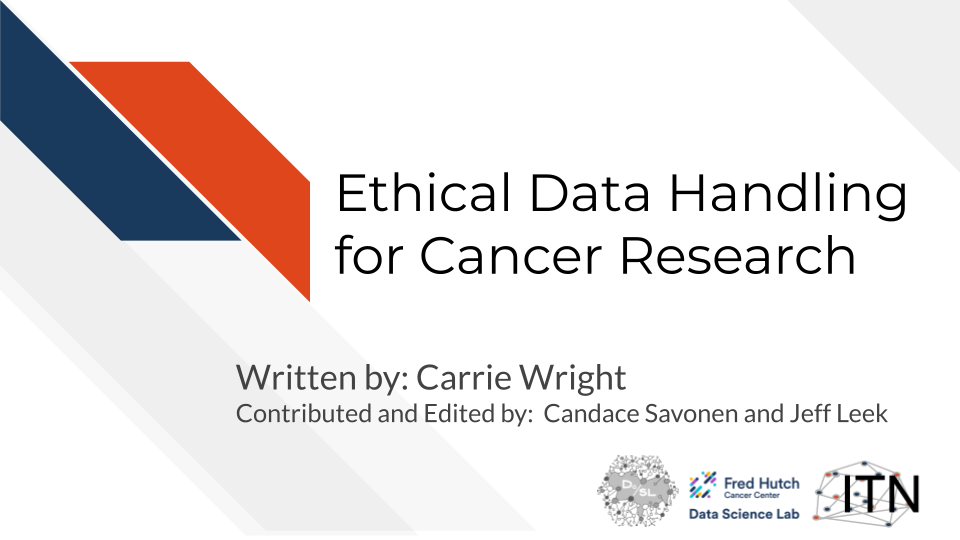 Ethical Data Handling
for Cancer Research
Written by: Carrie Wright
Contributed and Edited by: Candace Savonen and Jeff Leek
Fred Hutch
Cancer Center
Data Science Lab
ITN